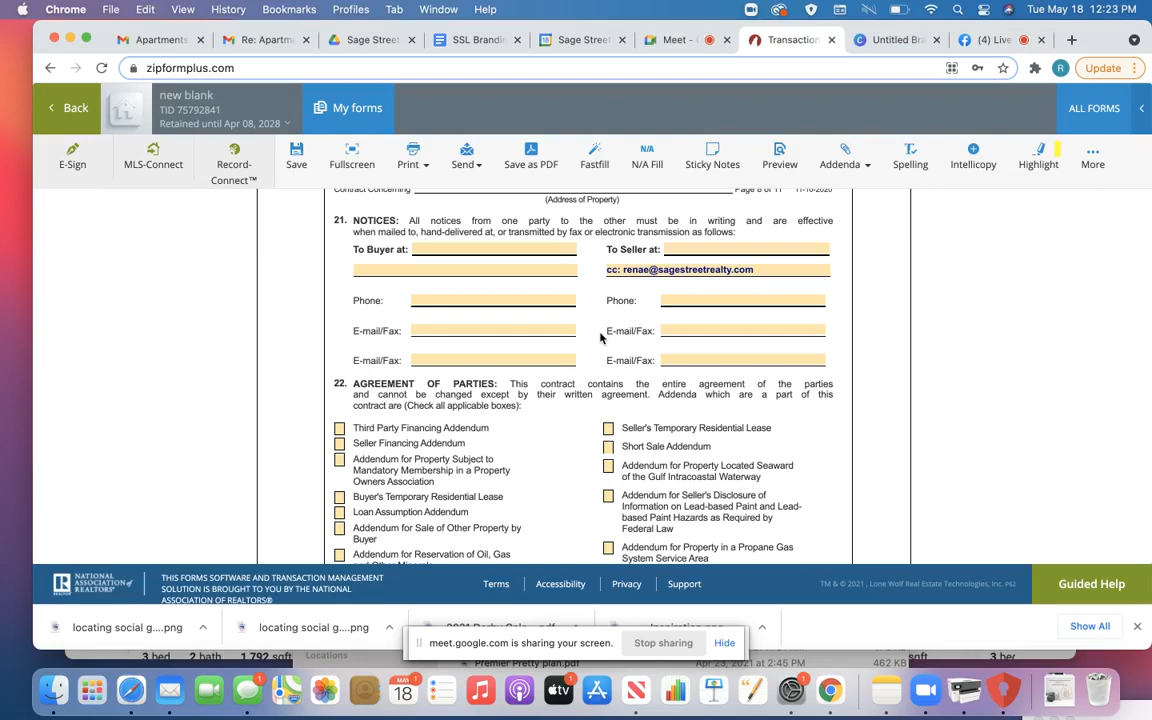 Chrome File Edit View History Bookmarks Profiles Tab Window Help Tue May 18 12:23 PM
Apartments Re: Apartm Sage Street SSL Brandin Sage Street Meet - Transaction Untitled Bra (4) Live
zipformplus.com R Update
Back new blank My forms ALL FORMS
TID 75792841
Retained until Apr 08, 2028
E-Sign MLS-Connect Record-Connect™ Save Fullscreen Print Send Save as PDF Fastfill N/A Fill Sticky Notes Preview Addenda Spelling Intellicopy Highlight More
Contract Concerning Page 8 of 11 11-10-2020
(Address of Property)
21. NOTICES: All notices from one party to the other must be in writing and are effective
when mailed to, hand-delivered at, or transmitted by fax or electronic transmission as follows:
To Buyer at: To Seller at:
cc: renae@sagestreetrealty.com
Phone: Phone:
E-mail/Fax: E-mail/Fax:
E-mail/Fax: E-mail/Fax:
22. AGREEMENT OF PARTIES: This contract contains the entire agreement of the parties
and cannot be changed except by their written agreement. Addenda which are a part of this
contract are (Check all applicable boxes):
Third Party Financing Addendum
Seller Financing Addendum
Addendum for Property Subject to
Mandatory Membership in a Property
Owners Association
Buyer's Temporary Residential Lease
Loan Assumption Addendum
Addendum for Sale of Other Property by
Buyer
Addendum for Reservation of Oil, Gas
and Other Minerals
Seller's Temporary Residential Lease
Short Sale Addendum
Addendum for Property Located Seaward
of the Gulf Intracoastal Waterway
Addendum for Seller's Disclosure of
Information on Lead-based Paint and Lead-
based Paint Hazards as Required by
Federal Law
Addendum for Property in a Propane Gas
System Service Area
NATIONAL
ASSOCIATION OF
REALTORS®
THIS FORMS SOFTWARE AND TRANSACTION MANAGEMENT
SOLUTION IS BROUGHT TO YOU BY THE NATIONAL
ASSOCIATION OF REALTORS®
Terms Accessibility Privacy Support
TM & © 2021 , Lone Wolf Real Estate Technologies, Inc. P62
Guided Help
locating social g....png locating social g....png Show All
meet.google.com is sharing your screen. Stop sharing Hide
3 bed 2 bath 1,792 sqft Locations
Premier Pretty plan.pdf Apr 23, 2021 at 2:45 PM 462 KB
MAY
18